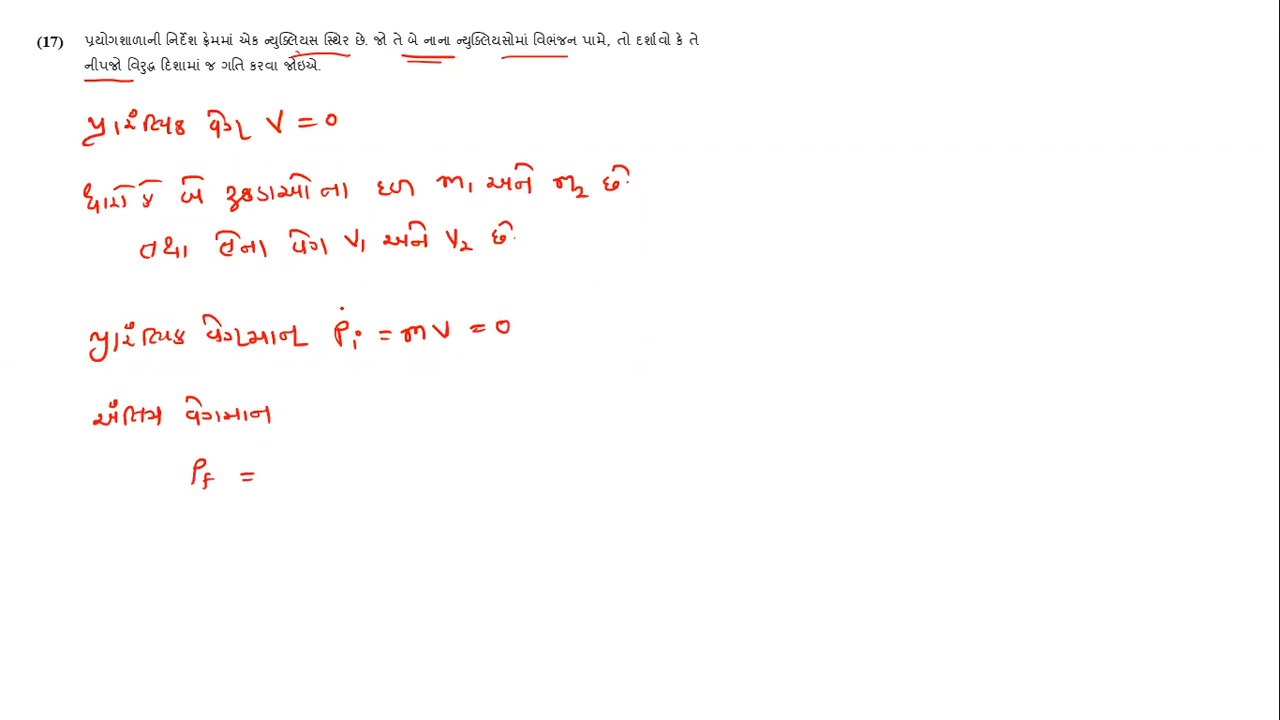 (17) પ્રયોગશાળાની નિર્દેશ ફ્રેમમાં એક ન્યુક્લિયસ સ્થિર છે. જો તે બે નાના ન્યુક્લિયસોમાં વિભંજન પામે, તો દર્શાવો કે તે
નીપજો વિરુદ્ધ દિશામાં જ ગતિ કરવા જોઇએ.
પ્રારંભિક વેગ V = 0
ધારો કે બે ટુકડાઓના દળ m₁ અને m₂ છે.
તથા તેના વેગ V₁ અને V₂ છે.
પ્રારંભિક વેગમાન Pᵢ = mV = 0
અંતિમ વેગમાન
P_f =